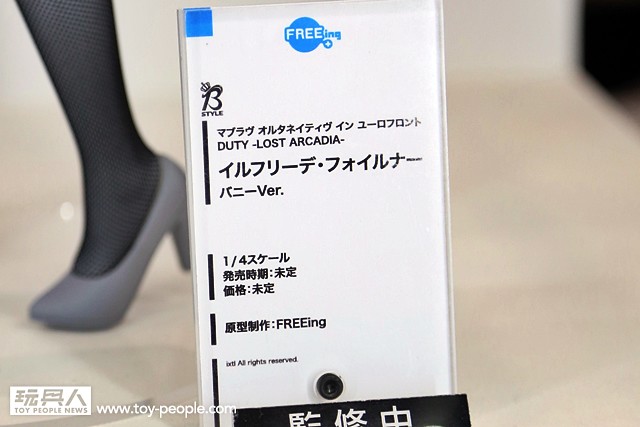 FREEing
B
STYLE
マブラヴ オルタネイティヴ イン ユーロフロント
DUTY -LOST ARCADIA-
イルフリーデ・フォイルナー
バニーVer.
1/4スケール
発売時期：未定
価格：未定
原型制作：FREEing
ixtl All rights reserved.
監修中
玩具人
TOY PEOPLE NEWS
www.toy-people.com